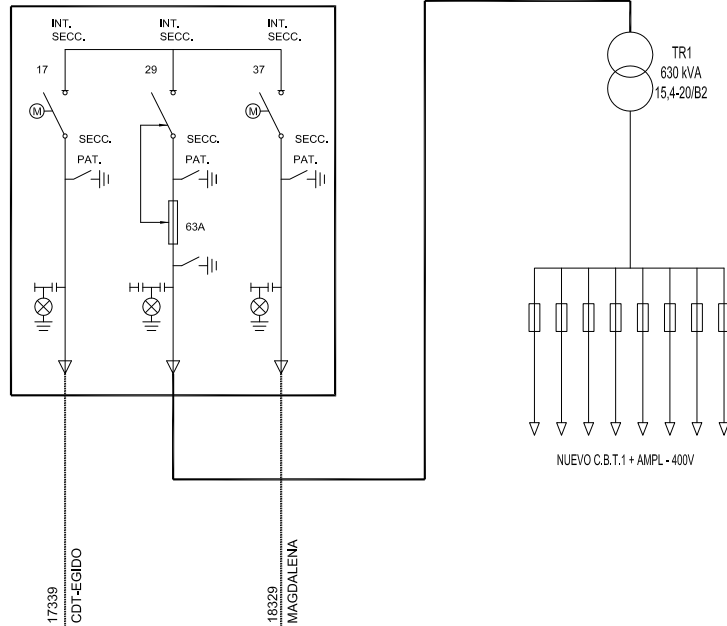 INT.
SECC.
INT.
SECC.
INT.
SECC.
17
29
37
M
M
SECC.
SECC.
SECC.
PAT.
PAT.
PAT.
63A
TR1
630 kVA
15,4-20/B2
NUEVO C.B.T.1 + AMPL - 400V
17339
CDT-EGIDO
18329
MAGDALENA